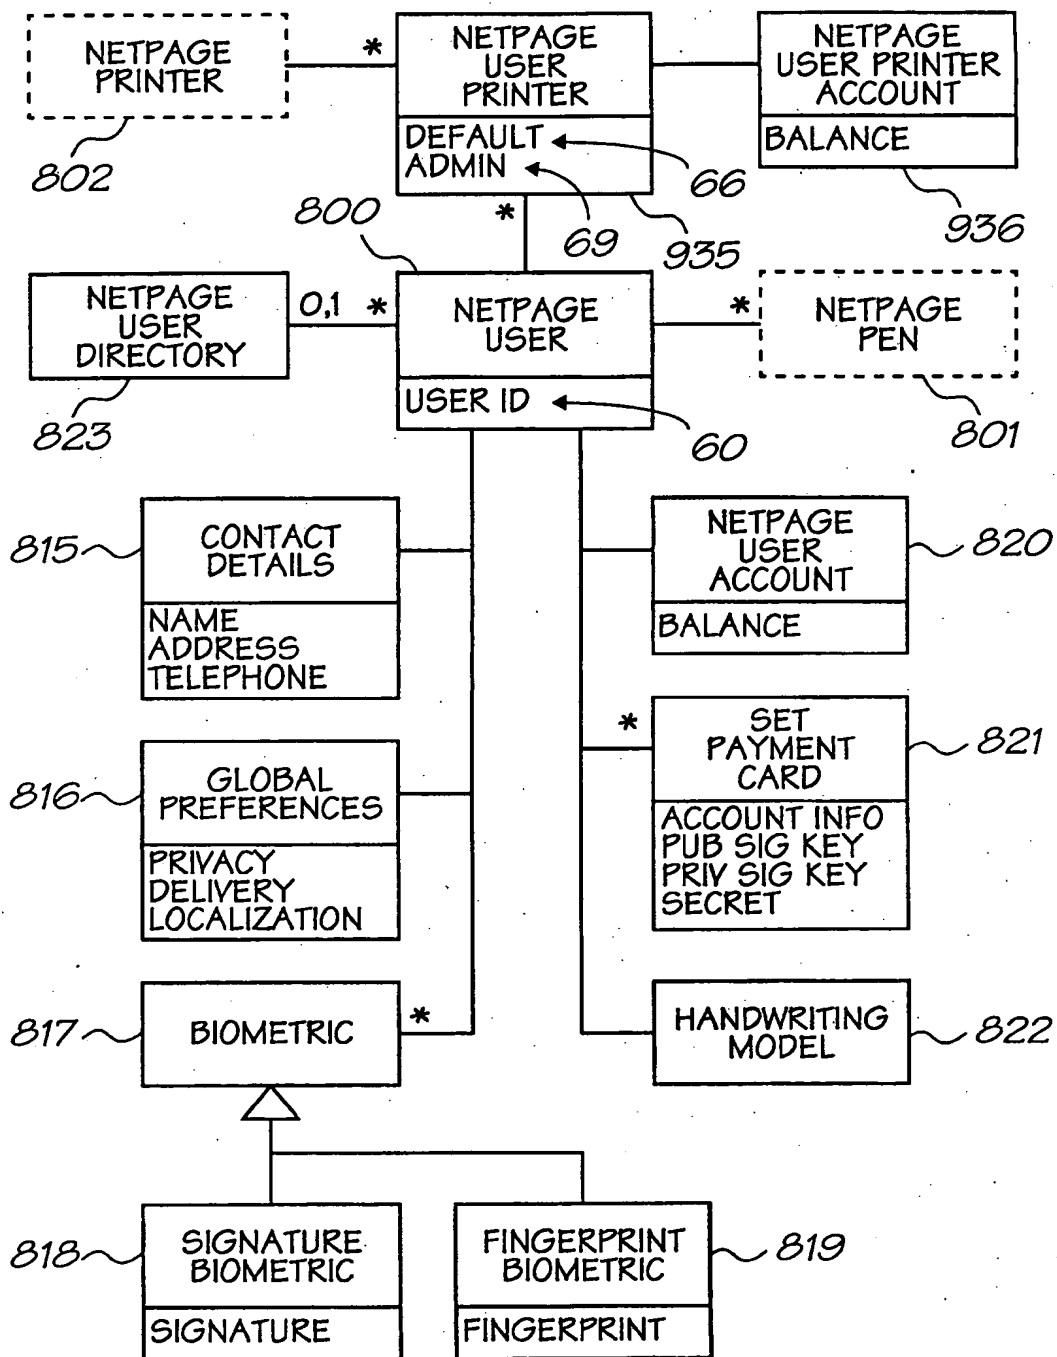 NETPAGE
PRINTER
*
802
NETPAGE
USER
PRINTER
DEFAULT
ADMIN
66
69
935
NETPAGE
USER PRINTER
ACCOUNT
BALANCE
936
*
800
NETPAGE
USER
DIRECTORY
823
0,1
*
NETPAGE
USER
USER ID
60
*
NETPAGE
PEN
801
815
CONTACT
DETAILS
NAME
ADDRESS
TELEPHONE
NETPAGE
USER
ACCOUNT
BALANCE
820
816
GLOBAL
PREFERENCES
PRIVACY
DELIVERY
LOCALIZATION
*
SET
PAYMENT
CARD
ACCOUNT INFO
PUB SIG KEY
PRIV SIG KEY
SECRET
821
817
BIOMETRIC
*
HANDWRITING
MODEL
822
818
SIGNATURE
BIOMETRIC
SIGNATURE
FINGERPRINT
BIOMETRIC
FINGERPRINT
819